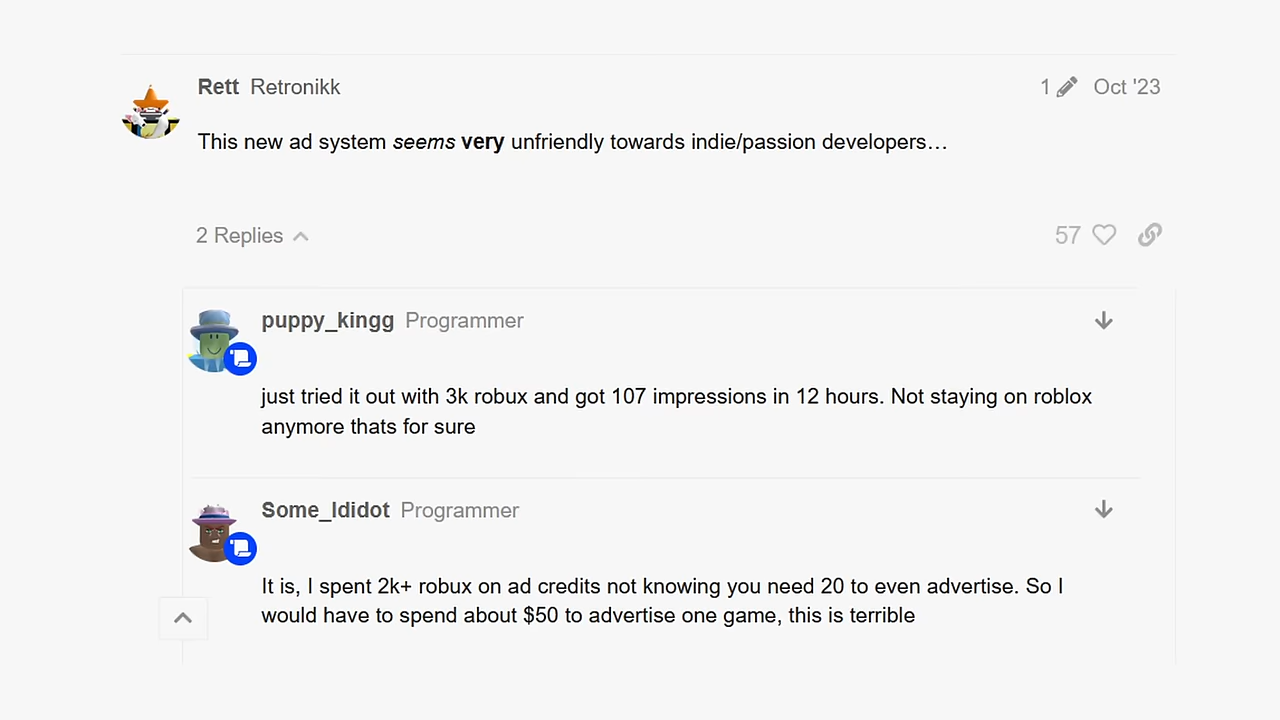 Rett Retronikk 1 Oct '23
This new ad system seems very unfriendly towards indie/passion developers…
2 Replies 57
puppy_kingg Programmer
just tried it out with 3k robux and got 107 impressions in 12 hours. Not staying on roblox
anymore thats for sure
Some_Ididot Programmer
It is, I spent 2k+ robux on ad credits not knowing you need 20 to even advertise. So I
would have to spend about $50 to advertise one game, this is terrible